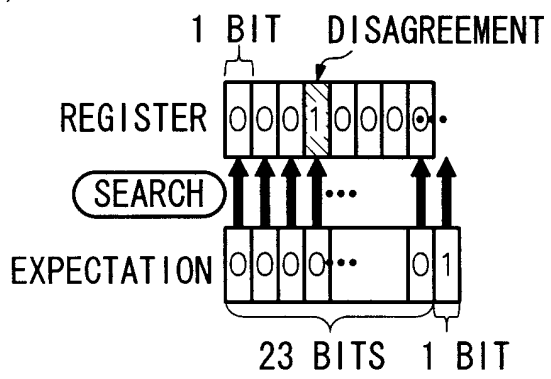 1 BIT DISAGREEMENT
REGISTER 0 0 0 1 0 0 0 0 ••
SEARCH •••
EXPECTATION 0 0 0 0 ••• 0 1
23 BITS 1 BIT